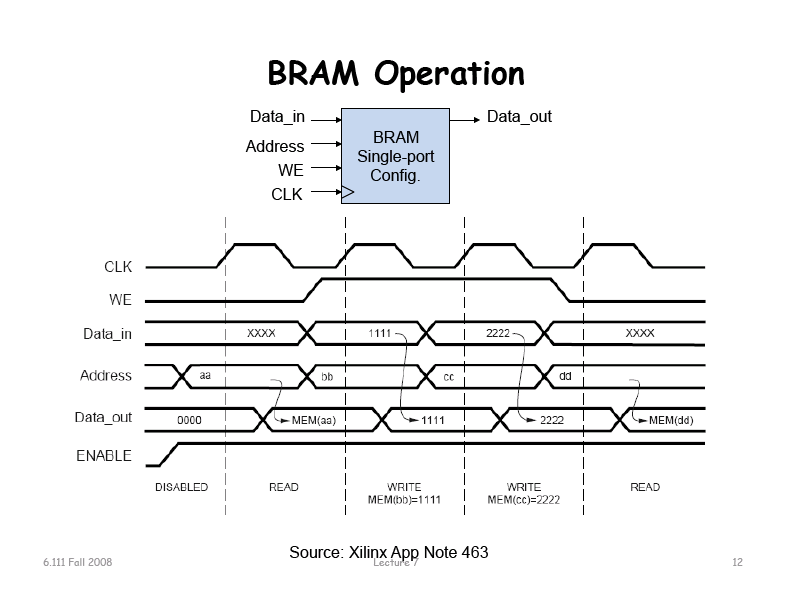 BRAM Operation
Data_in
Address
WE
CLK
BRAM
Single-port
Config.
Data_out
CLK
WE
Data_in XXXX 1111 2222 XXXX
Address aa bb cc dd
Data_out 0000 MEM(aa) 1111 2222 MEM(dd)
ENABLE
DISABLED READ WRITE WRITE READ
MEM(bb)=1111 MEM(cc)=2222
Source: Xilinx App Note 463
6.111 Fall 2008 Lecture 7 12